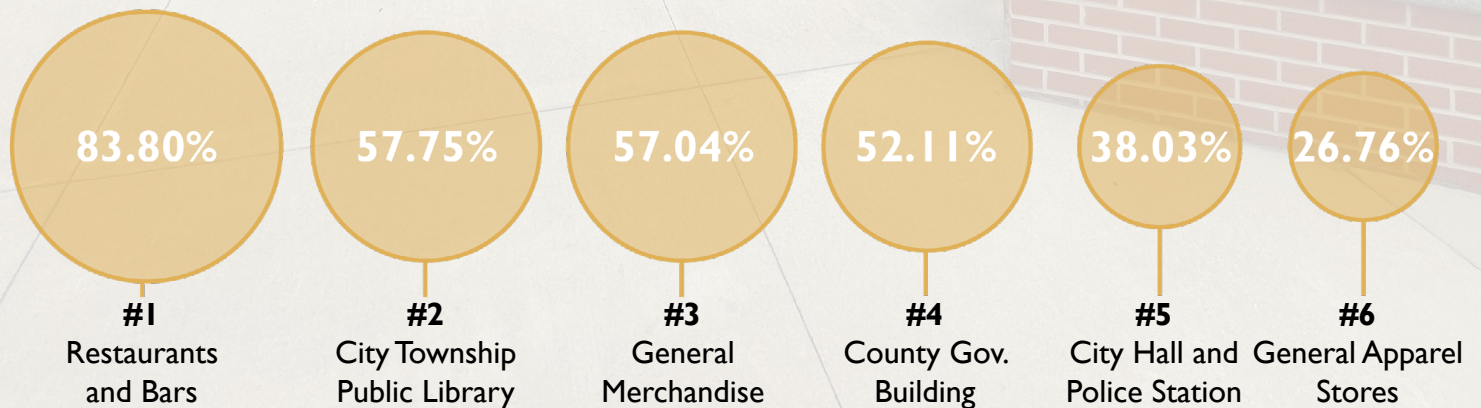 83.80%
57.75%
57.04%
52.11%
38.03%
26.76%
#1
Restaurants
and Bars
#2
City Township
Public Library
#3
General
Merchandise
#4
County Gov.
Building
#5
City Hall and
Police Station
#6
General Apparel
Stores